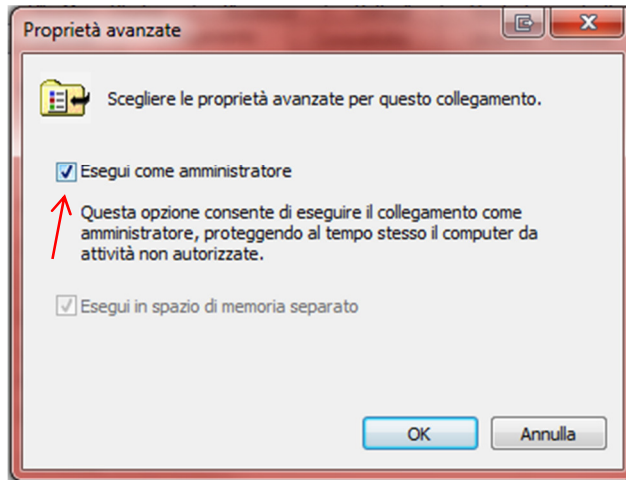 Proprietà avanzate
Scegliere le proprietà avanzate per questo collegamento.
Esegui come amministratore
Questa opzione consente di eseguire il collegamento come
amministratore, proteggendo al tempo stesso il computer da
attività non autorizzate.
Esegui in spazio di memoria separato
OK
Annulla